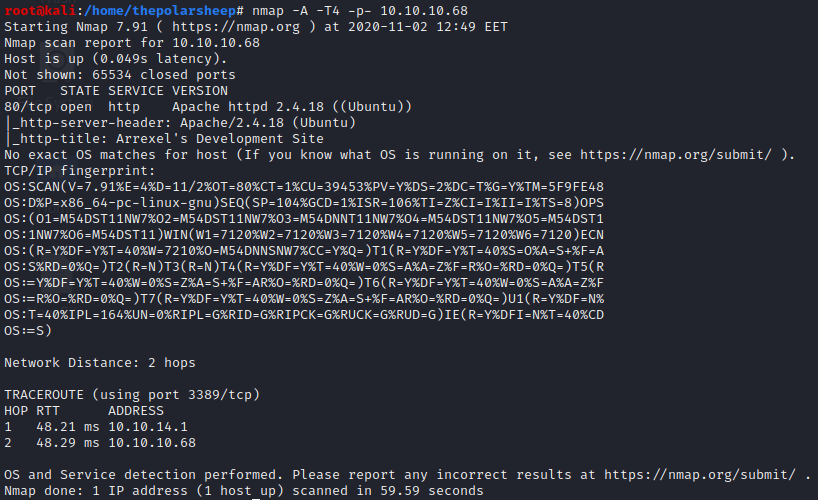 root@kali:/home/thepolarsheep# nmap -A -T4 -p- 10.10.10.68
Starting Nmap 7.91 ( https://nmap.org ) at 2020-11-02 12:49 EET
Nmap scan report for 10.10.10.68
Host is up (0.049s latency).
Not shown: 65534 closed ports
PORT   STATE SERVICE VERSION
80/tcp open  http    Apache httpd 2.4.18 ((Ubuntu))
|_http-server-header: Apache/2.4.18 (Ubuntu)
|_http-title: Arrexel's Development Site
No exact OS matches for host (If you know what OS is running on it, see https://nmap.org/submit/ ).
TCP/IP fingerprint:
OS:SCAN(V=7.91%E=4%D=11/2%OT=80%CT=1%CU=39453%PV=Y%DS=2%DC=T%G=Y%TM=5F9FE48
OS:D%P=x86_64-pc-linux-gnu)SEQ(SP=104%GCD=1%ISR=106%TI=Z%CI=I%II=I%TS=8)OPS
OS:(O1=M54DST11NW7%O2=M54DST11NW7%O3=M54DNNT11NW7%O4=M54DST11NW7%O5=M54DST1
OS:1NW7%O6=M54DST11)WIN(W1=7120%W2=7120%W3=7120%W4=7120%W5=7120%W6=7120)ECN
OS:(R=Y%DF=Y%T=40%W=7210%O=M54DNNSNW7%CC=Y%Q=)T1(R=Y%DF=Y%T=40%S=O%A=S+%F=A
OS:S%RD=0%Q=)T2(R=N)T3(R=N)T4(R=Y%DF=Y%T=40%W=0%S=A%A=Z%F=R%O=%RD=0%Q=)T5(R
OS:=Y%DF=Y%T=40%W=0%S=Z%A=S+%F=AR%O=%RD=0%Q=)T6(R=Y%DF=Y%T=40%W=0%S=A%A=Z%F
OS:=R%O=%RD=0%Q=)T7(R=Y%DF=Y%T=40%W=0%S=Z%A=S+%F=AR%O=%RD=0%Q=)U1(R=Y%DF=N%
OS:T=40%IPL=164%UN=0%RIPL=G%RID=G%RIPCK=G%RUCK=G%RUD=G)IE(R=Y%DFI=N%T=40%CD
OS:=S)
Network Distance: 2 hops
TRACEROUTE (using port 3389/tcp)
HOP RTT      ADDRESS
1   48.21 ms 10.10.14.1
2   48.29 ms 10.10.10.68
OS and Service detection performed. Please report any incorrect results at https://nmap.org/submit/ .
Nmap done: 1 IP address (1 host up) scanned in 59.59 seconds